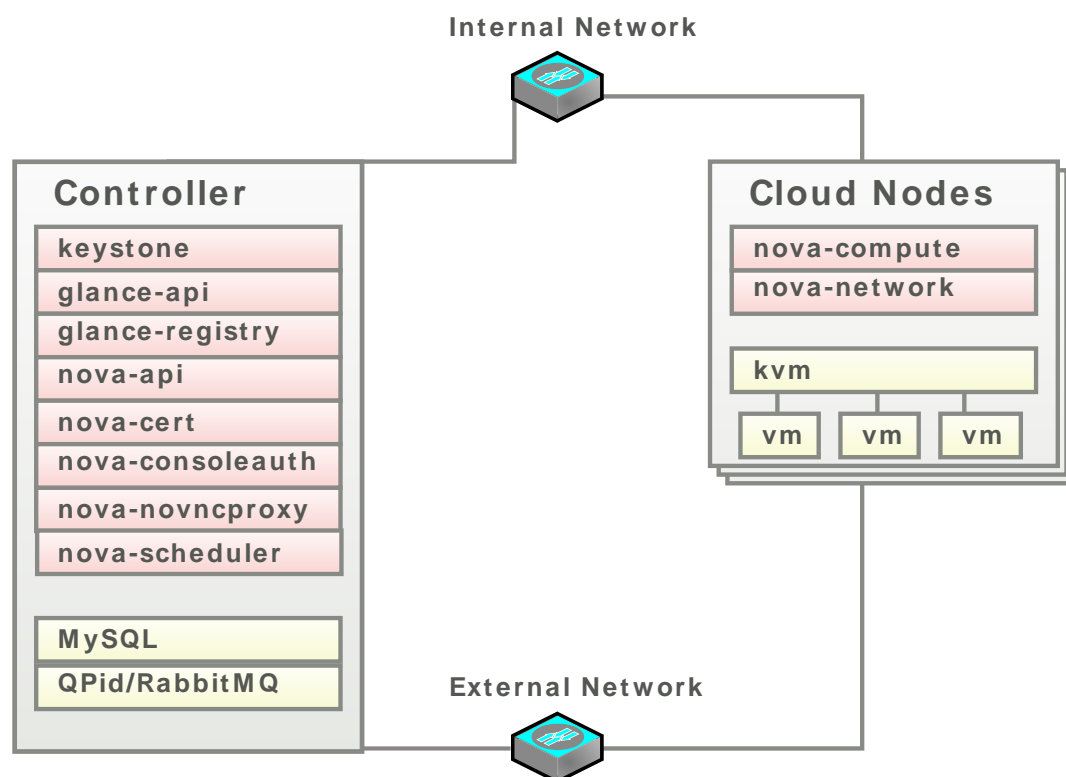 Internal Network
Controller
keystone
glance-api
glance-registry
nova-api
nova-cert
nova-consoleauth
nova-novncproxy
nova-scheduler
MySQL
QPid/RabbitMQ
Cloud Nodes
nova-compute
nova-network
kvm
vm vm vm
External Network